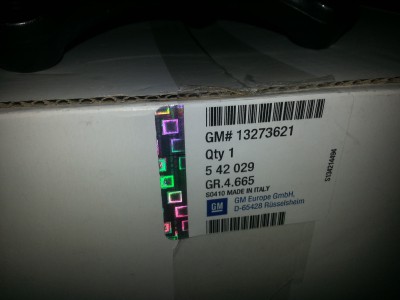 GM# 13273621
Qty 1
5 42 029
GR.4.665
S0410 MADE IN ITALY
GM
GM Europe GmbH,
D-65428 Rüsselsheim